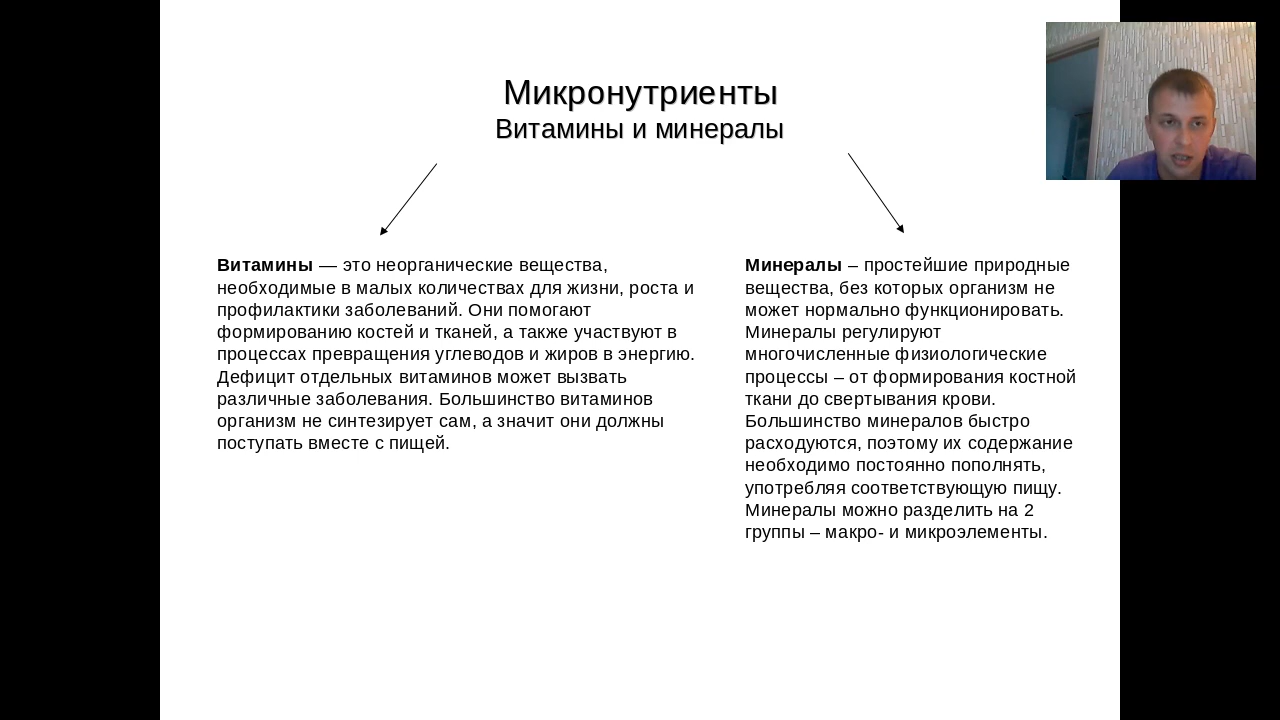 Микронутриенты
Витамины и минералы
Витамины — это неорганические вещества,
необходимые в малых количествах для жизни, роста и
профилактики заболеваний. Они помогают
формированию костей и тканей, а также участвуют в
процессах превращения углеводов и жиров в энергию.
Дефицит отдельных витаминов может вызвать
различные заболевания. Большинство витаминов
организм не синтезирует сам, а значит они должны
поступать вместе с пищей.
Минералы – простейшие природные
вещества, без которых организм не
может нормально функционировать.
Минералы регулируют
многочисленные физиологические
процессы – от формирования костной
ткани до свертывания крови.
Большинство минералов быстро
расходуются, поэтому их содержание
необходимо постоянно пополнять,
употребляя соответствующую пищу.
Минералы можно разделить на 2
группы – макро- и микроэлементы.